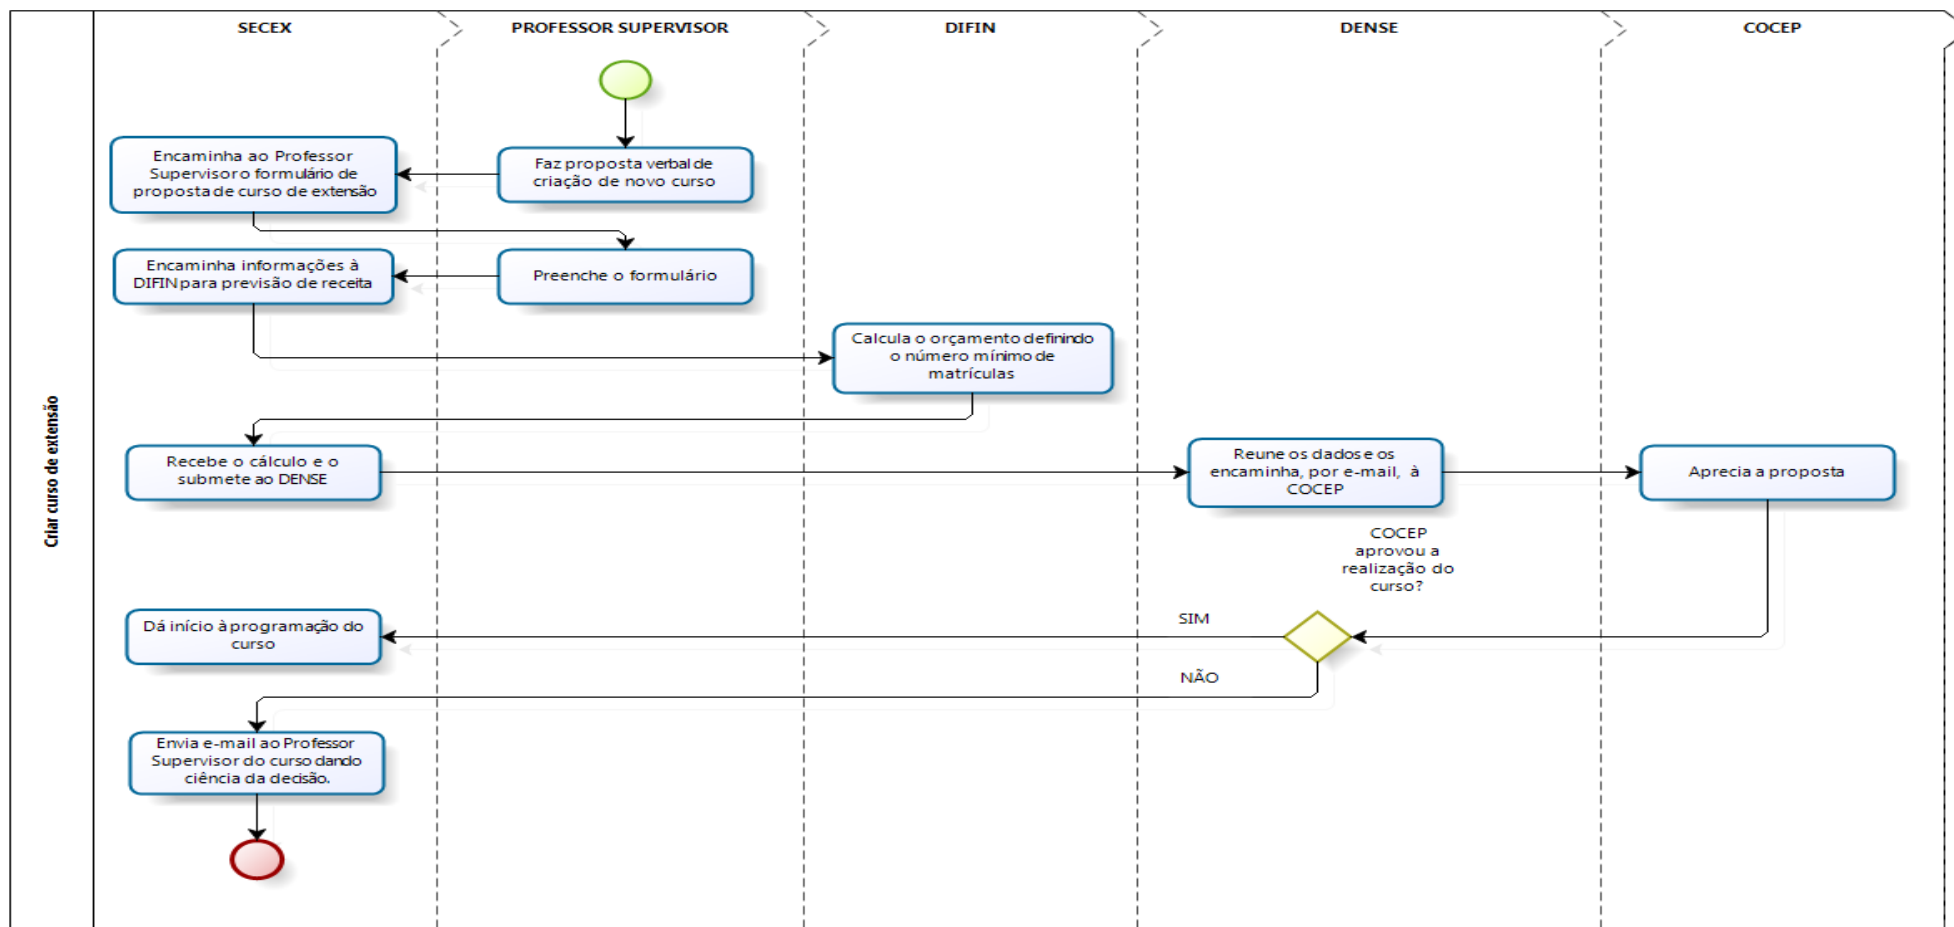 SECEX
PROFESSOR SUPERVISOR
DIFIN
DENSE
COCEP
Criar curso de extensão
Faz proposta verbal de
criação de novo curso
Encaminha ao Professor
Supervisor o formulário de
proposta de curso de extensão
Preenche o formulário
Encaminha informações à
DIFIN para previsão de receita
Calcula o orçamento definindo
o número mínimo de
matrículas
Recebe o cálculo e o
submete ao DENSE
Reune os dados e os
encaminha, por e-mail, à
COCEP
Aprecia a proposta
COCEP
aprovou a
realização do
curso?
SIM
Dá início à programação do
curso
NÃO
Envia e-mail ao Professor
Supervisor do curso dando
ciência da decisão.